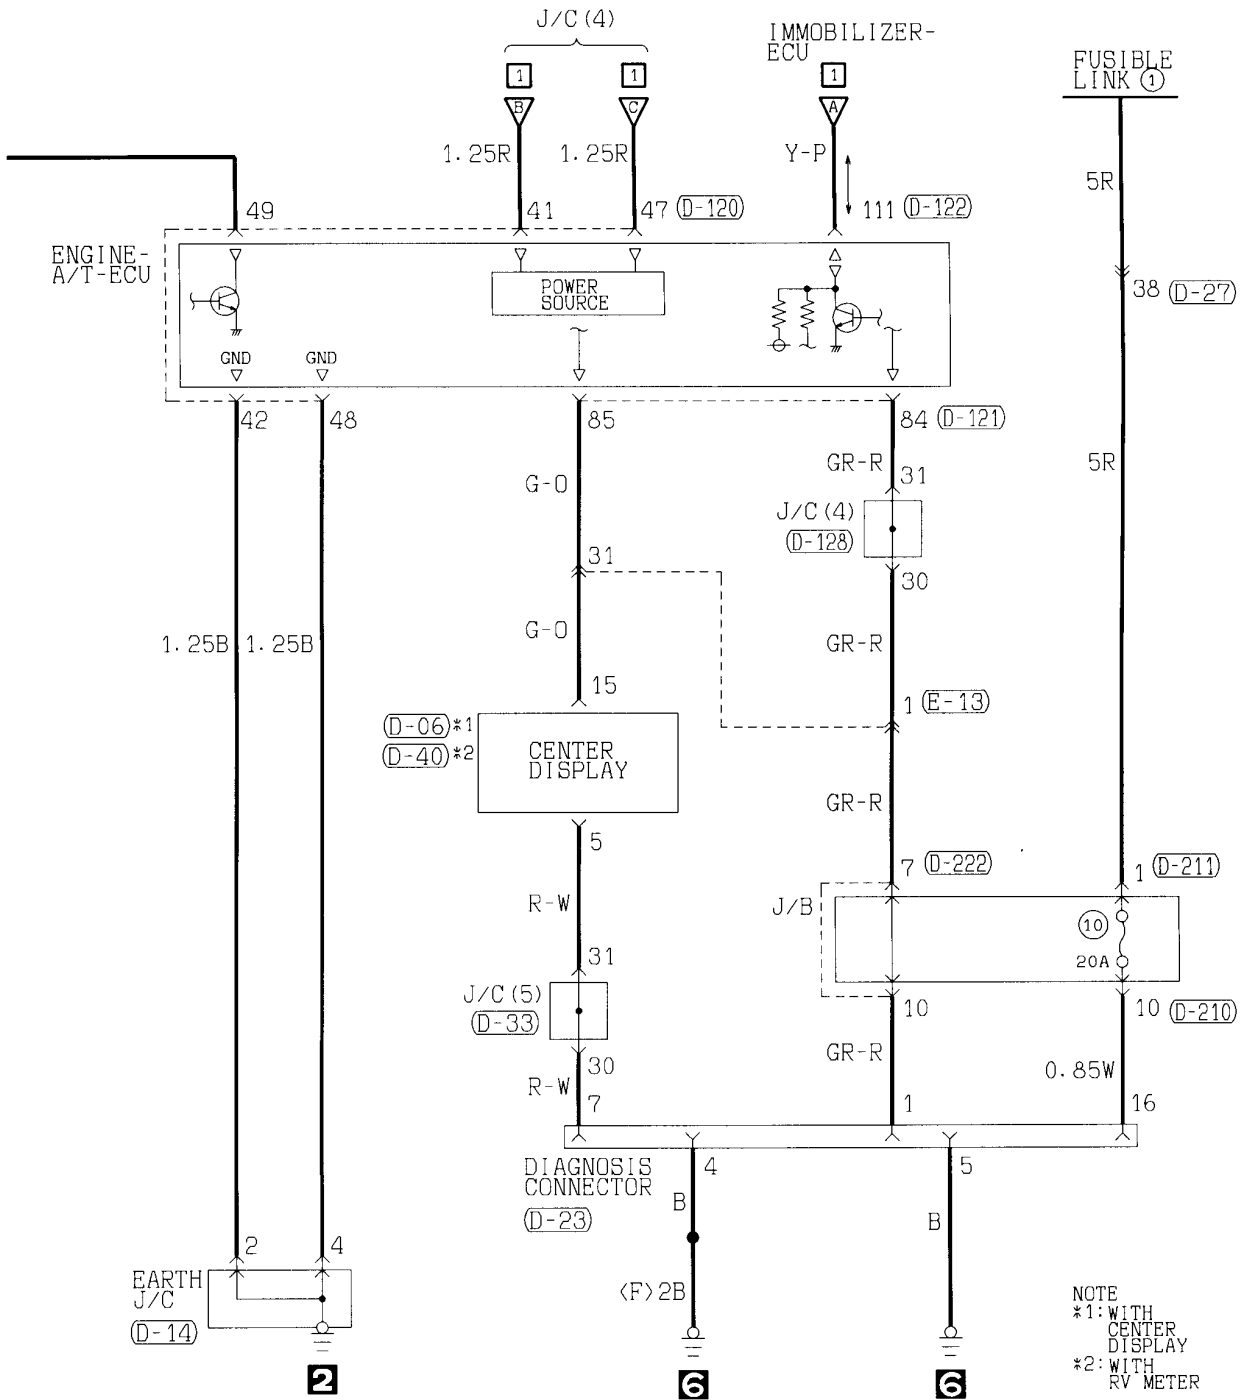 J/C(4)
IMMOBILIZER-
ECU
FUSIBLE
LINK ①
1
1
1
B
C
A
1.25R
1.25R
Y-P
5R
49
41
47
(D-120)
111
(D-122)
ENGINE-
A/T-ECU
POWER
SOURCE
38
(D-27)
GND
GND
42
48
85
84
(D-121)
GR-R
31
5R
G-O
J/C(4)
(D-128)
31
30
1.25B
1.25B
G-O
GR-R
15
1
(E-13)
(D-06)*1
(D-40)*2
CENTER
DISPLAY
GR-R
5
7
(D-222)
1
(D-211)
R-W
J/B
⑩
20A
31
J/C(5)
(D-33)
10
10
(D-210)
30
GR-R
0.85W
R-W
7
1
16
DIAGNOSIS
CONNECTOR
(D-23)
4
5
B
B
2
4
EARTH
J/C
(D-14)
<F>2B
2
6
6
NOTE
*1:WITH
CENTER
DISPLAY
*2:WITH
RV METER